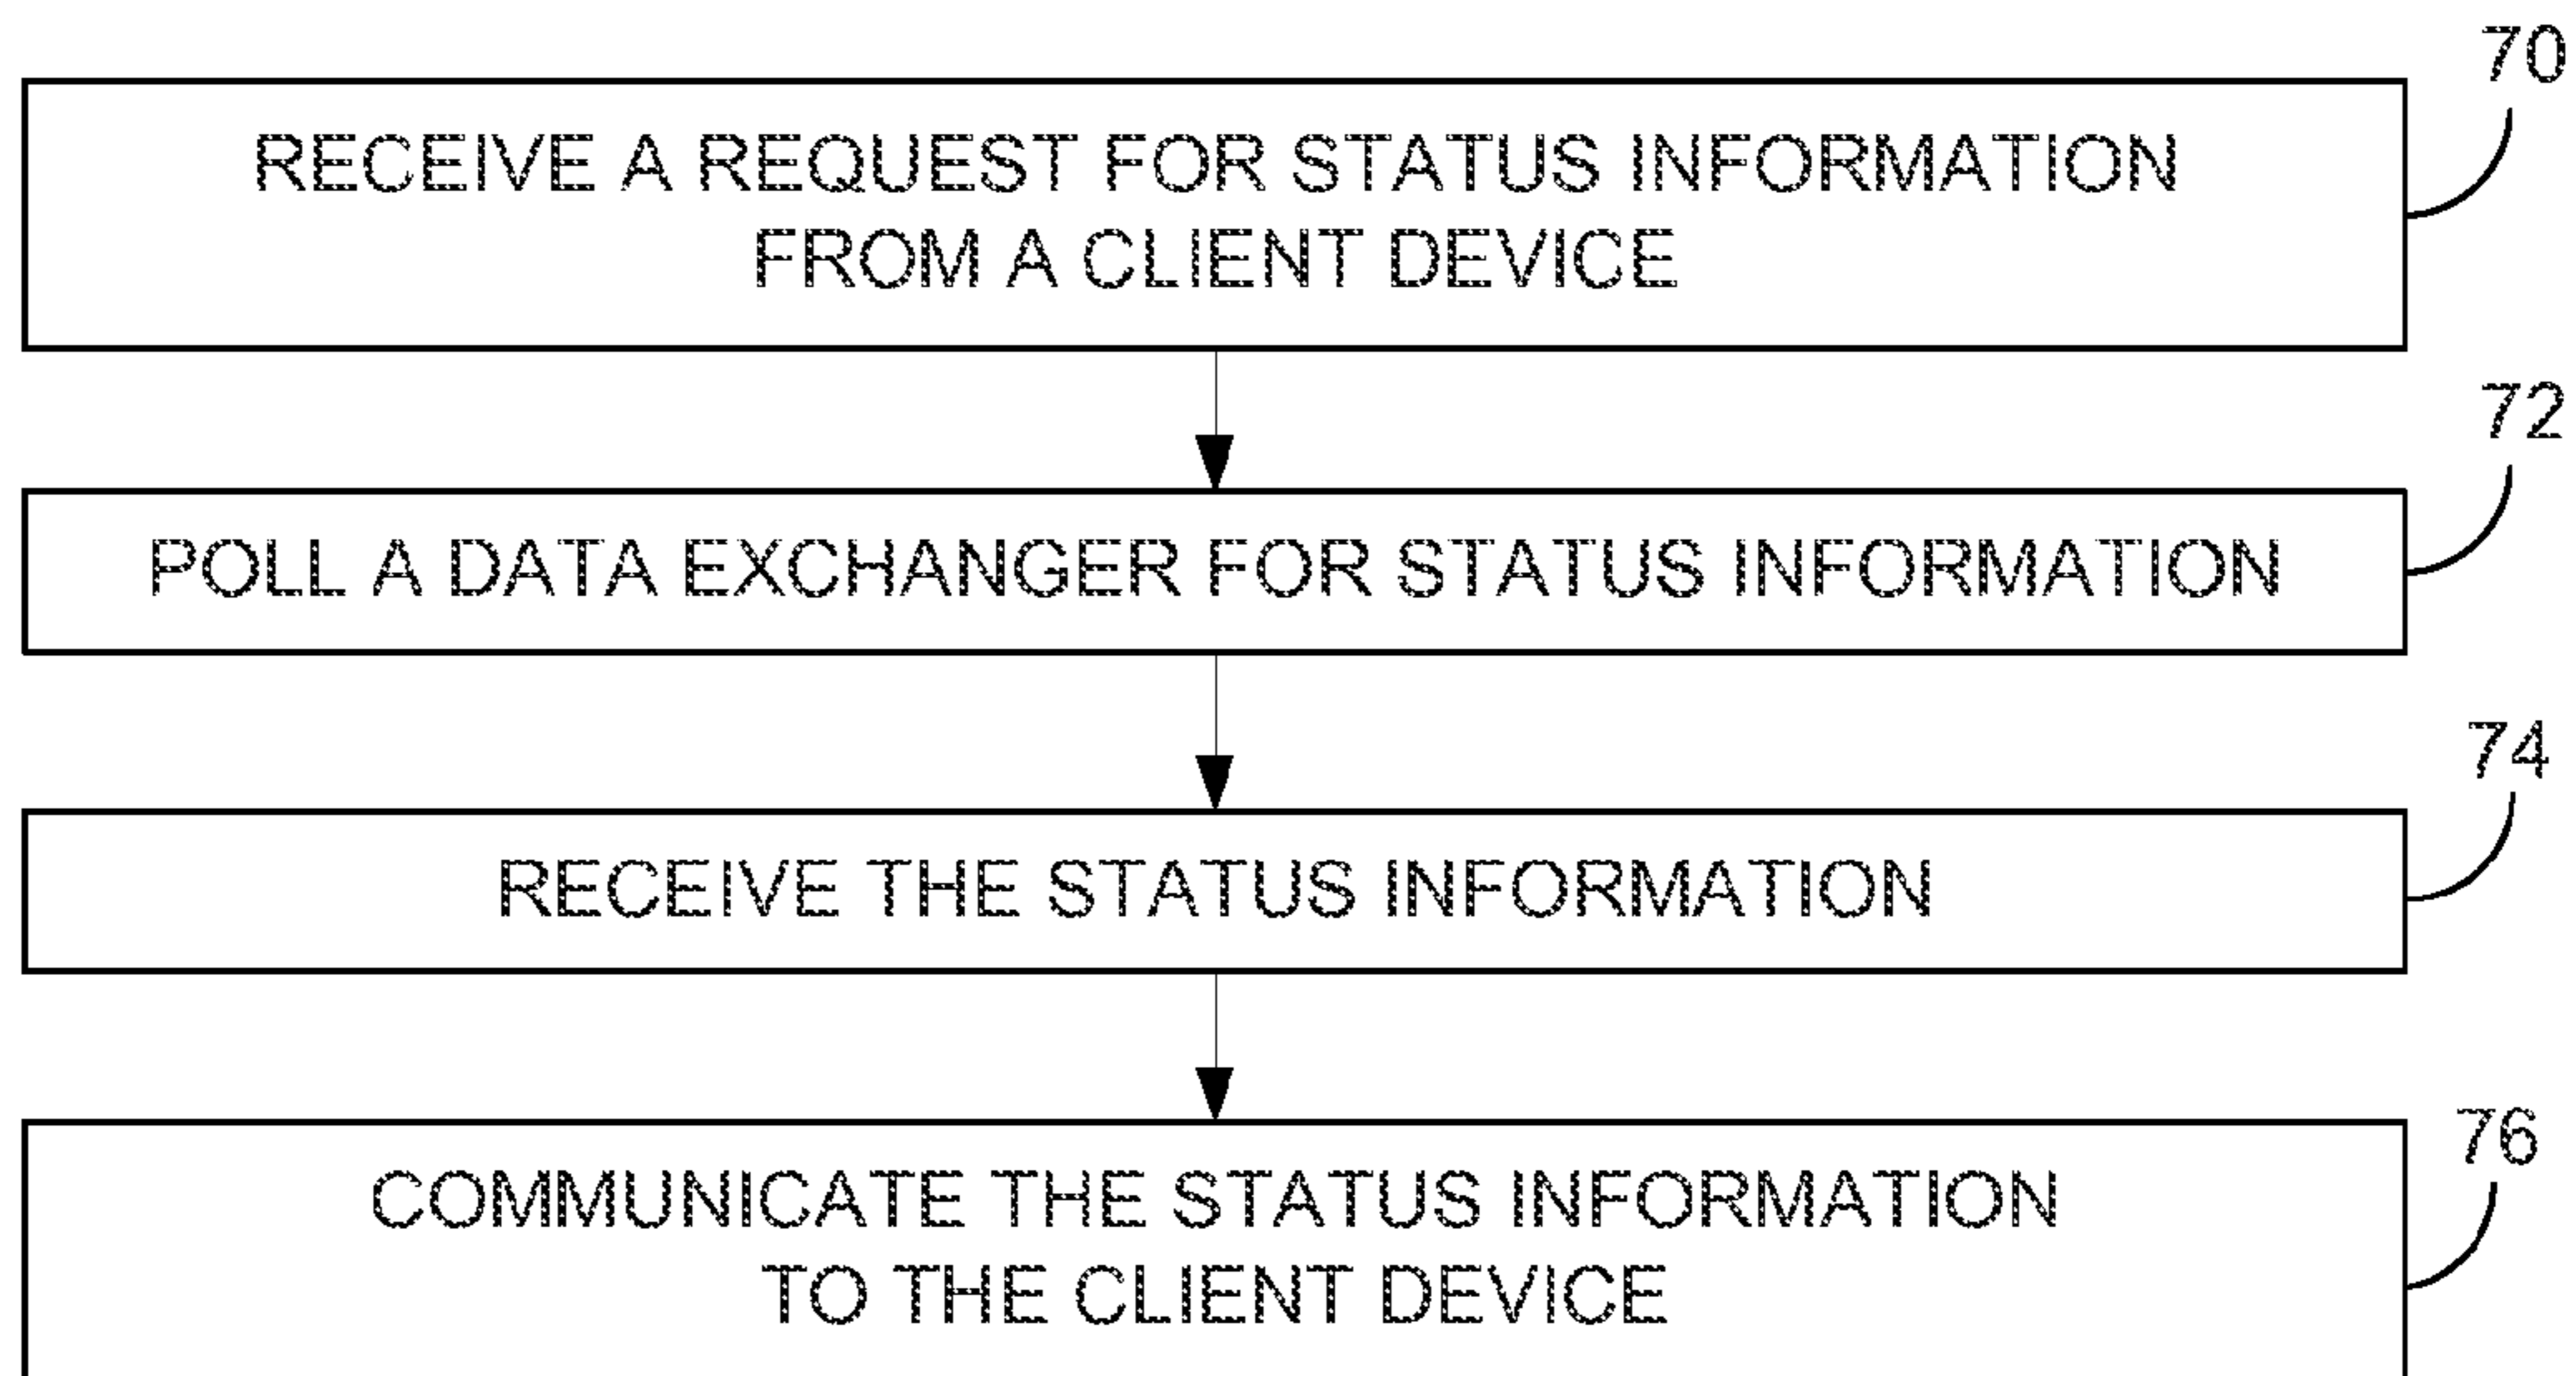 70
RECEIVE A REQUEST FOR STATUS INFORMATION
FROM A CLIENT DEVICE
72
POLL A DATA EXCHANGER FOR STATUS INFORMATION
74
RECEIVE THE STATUS INFORMATION
76
COMMUNICATE THE STATUS INFORMATION
TO THE CLIENT DEVICE